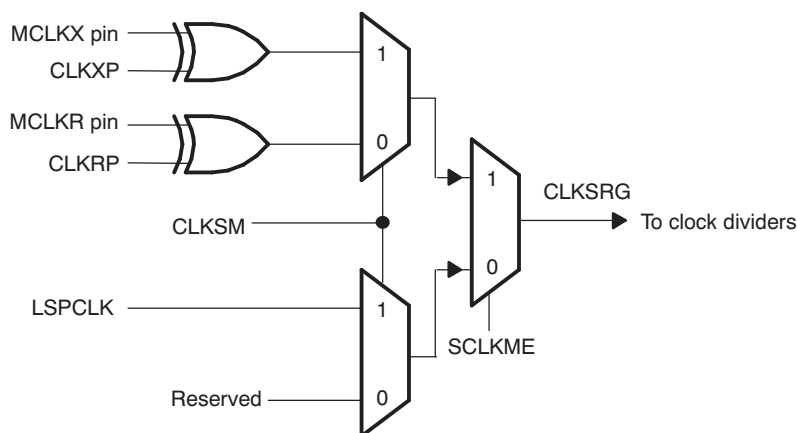 MCLKX pin
CLKXP
1
MCLKR pin
CLKRP
0
CLKSM
1
0
CLKSRG
To clock dividers
SCLKME
LSPCLK
1
Reserved
0